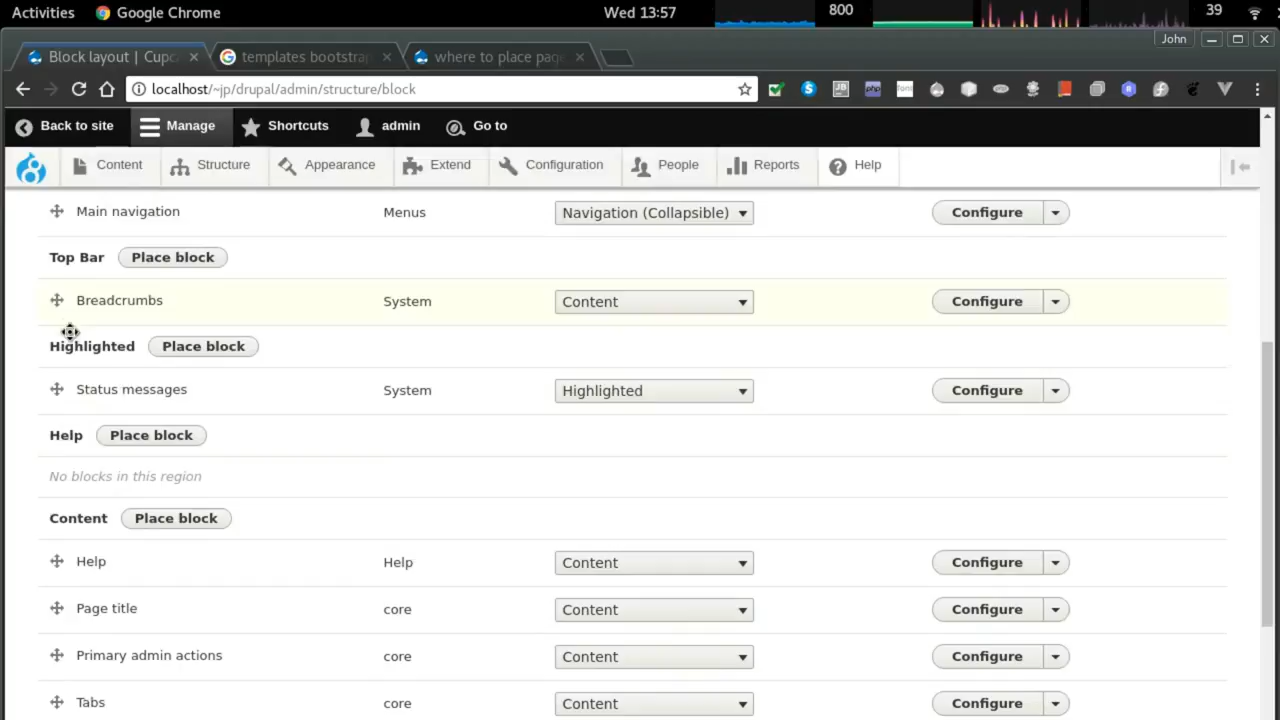 Activities Google Chrome Wed 13:57 800 39
Block layout | Cupc templates bootstra where to place pag John
localhost/~jp/drupal/admin/structure/block
Back to site Manage Shortcuts admin Go to
Content Structure Appearance Extend Configuration People Reports Help
Main navigation Menus Navigation (Collapsible) Configure
Top Bar Place block
Breadcrumbs System Content Configure
Highlighted Place block
Status messages System Highlighted Configure
Help Place block
No blocks in this region
Content Place block
Help Help Content Configure
Page title core Content Configure
Primary admin actions core Content Configure
Tabs core Content Configure